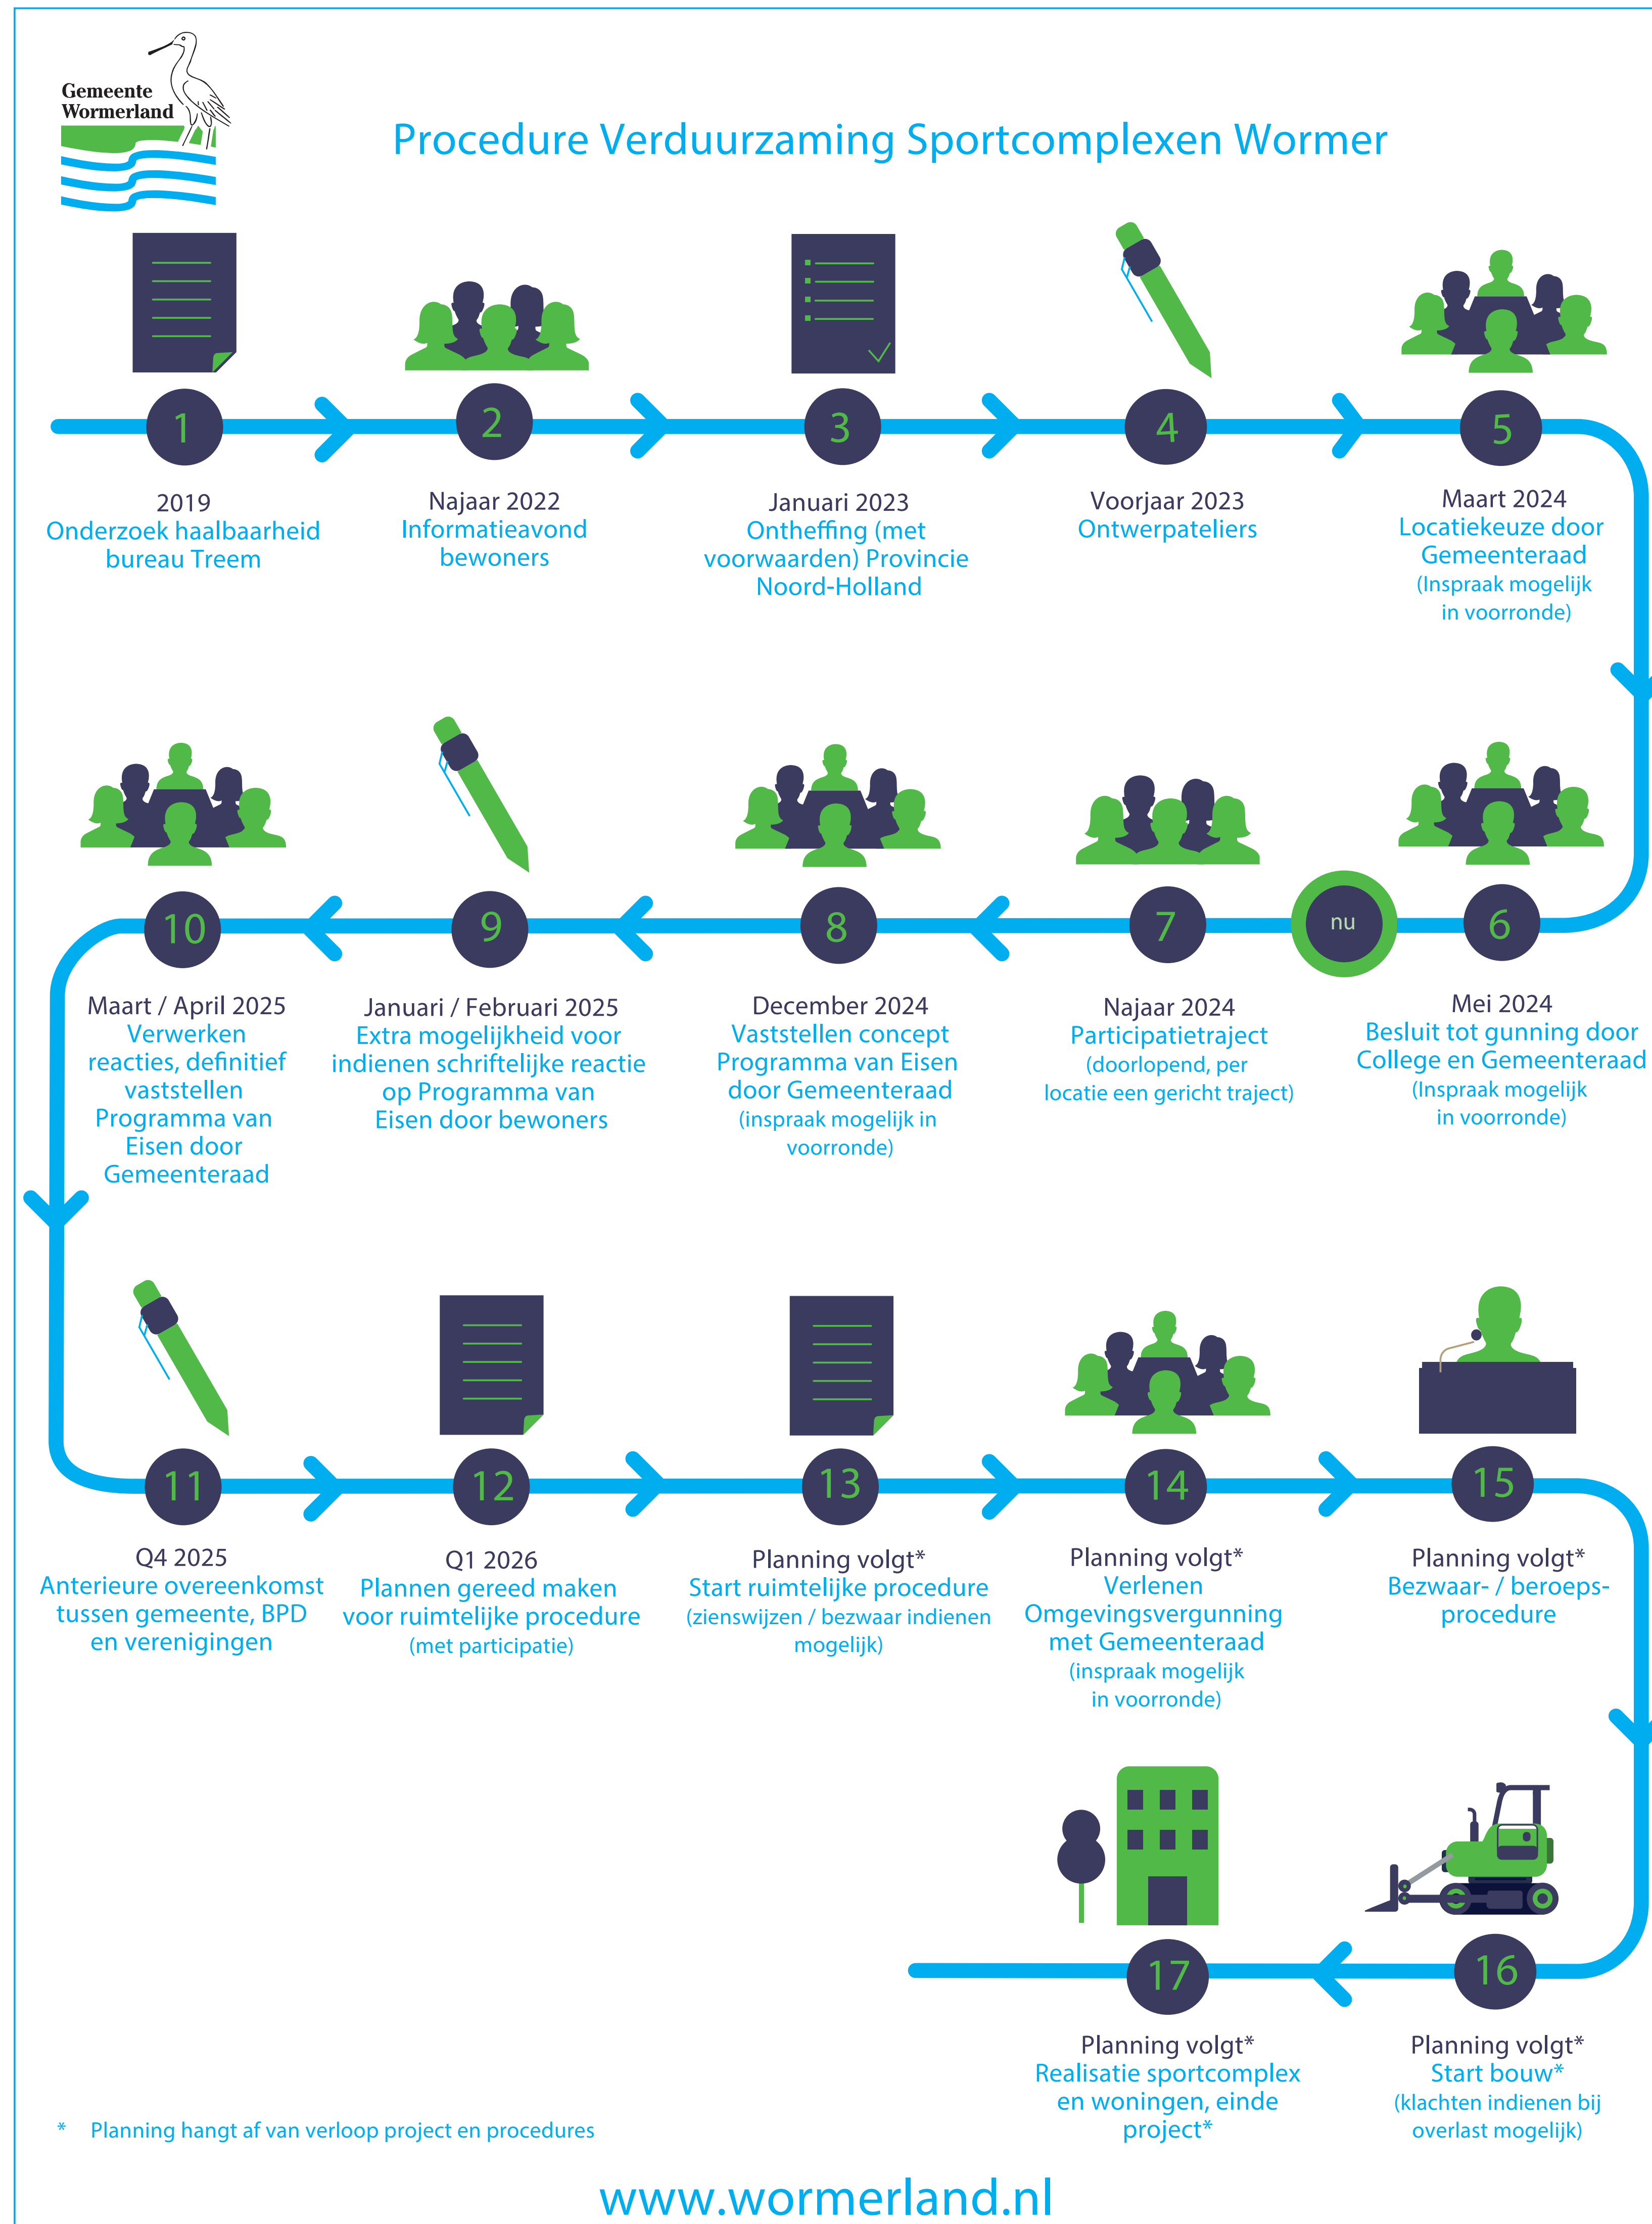 Gemeente
Wormerland
Procedure Verduurzaming Sportcomplexen Wormer
1
2019
Onderzoek haalbaarheid
bureau Treem
2
Najaar 2022
Informatieavond
bewoners
3
Januari 2023
Ontheffing (met
voorwaarden) Provincie
Noord-Holland
4
Voorjaar 2023
Ontwerpateliers
5
Maart 2024
Locatiekeuze door
Gemeenteraad
(Inspraak mogelijk
in voorronde)
6
Mei 2024
Besluit tot gunning door
College en Gemeenteraad
(Inspraak mogelijk
in voorronde)
nu
7
Najaar 2024
Participatietraject
(doorlopend, per
locatie een gericht traject)
8
December 2024
Vaststellen concept
Programma van Eisen
door Gemeenteraad
(inspraak mogelijk in
voorronde)
9
Januari / Februari 2025
Extra mogelijkheid voor
indienen schriftelijke reactie
op Programma van
Eisen door bewoners
10
Maart / April 2025
Verwerken
reacties, definitief
vaststellen
Programma van
Eisen door
Gemeenteraad
11
Q4 2025
Anterieure overeenkomst
tussen gemeente, BPD
en verenigingen
12
Q1 2026
Plannen gereed maken
voor ruimtelijke procedure
(met participatie)
13
Planning volgt*
Start ruimtelijke procedure
(zienswijzen / bezwaar indienen
mogelijk)
14
Planning volgt*
Verlenen
Omgevingsvergunning
met Gemeenteraad
(inspraak mogelijk
in voorronde)
15
Planning volgt*
Bezwaar- / beroeps-
procedure
16
Planning volgt*
Start bouw*
(klachten indienen bij
overlast mogelijk)
17
Planning volgt*
Realisatie sportcomplex
en woningen, einde
project*
* Planning hangt af van verloop project en procedures
www.wormerland.nl